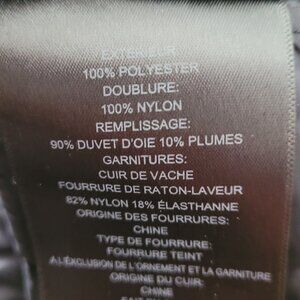 EXTÉRIEUR
100% POLYESTER
DOUBLURE:
100% NYLON
REMPLISSAGE:
90% DUVET D'OIE 10% PLUMES
GARNITURES:
CUIR DE VACHE
FOURRURE DE RATON-LAVEUR
82% NYLON 18% ÉLASTHANNE
ORIGINE DES FOURRURES:
CHINE
TYPE DE FOURRURE:
FOURRURE TEINT
À L'EXCLUSION DE L'ORNEMENT ET LA GARNITURE
ORIGINE DU CUIR:
CHINE
FAIT